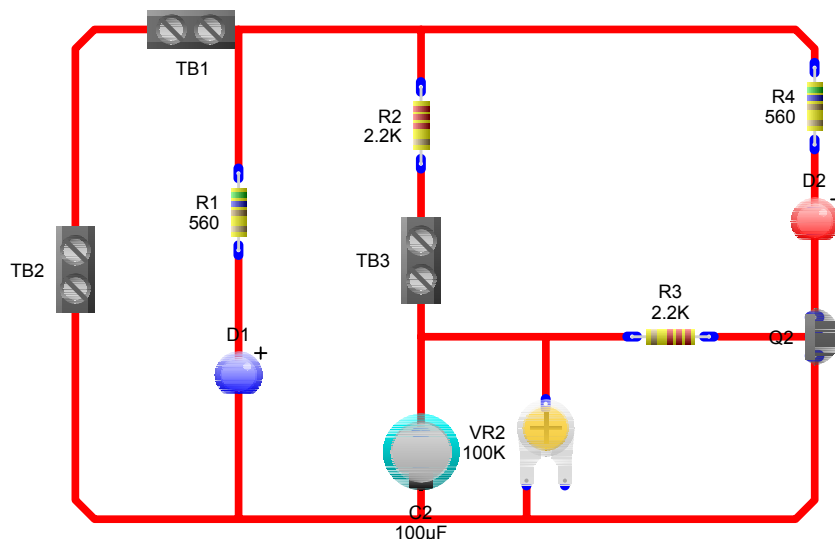 TB1
R2
2.2K
R4
560
D2
R1
560
TB2
TB3
R3
2.2K
D1
+
Q2
VR2
100K
C2
100uF